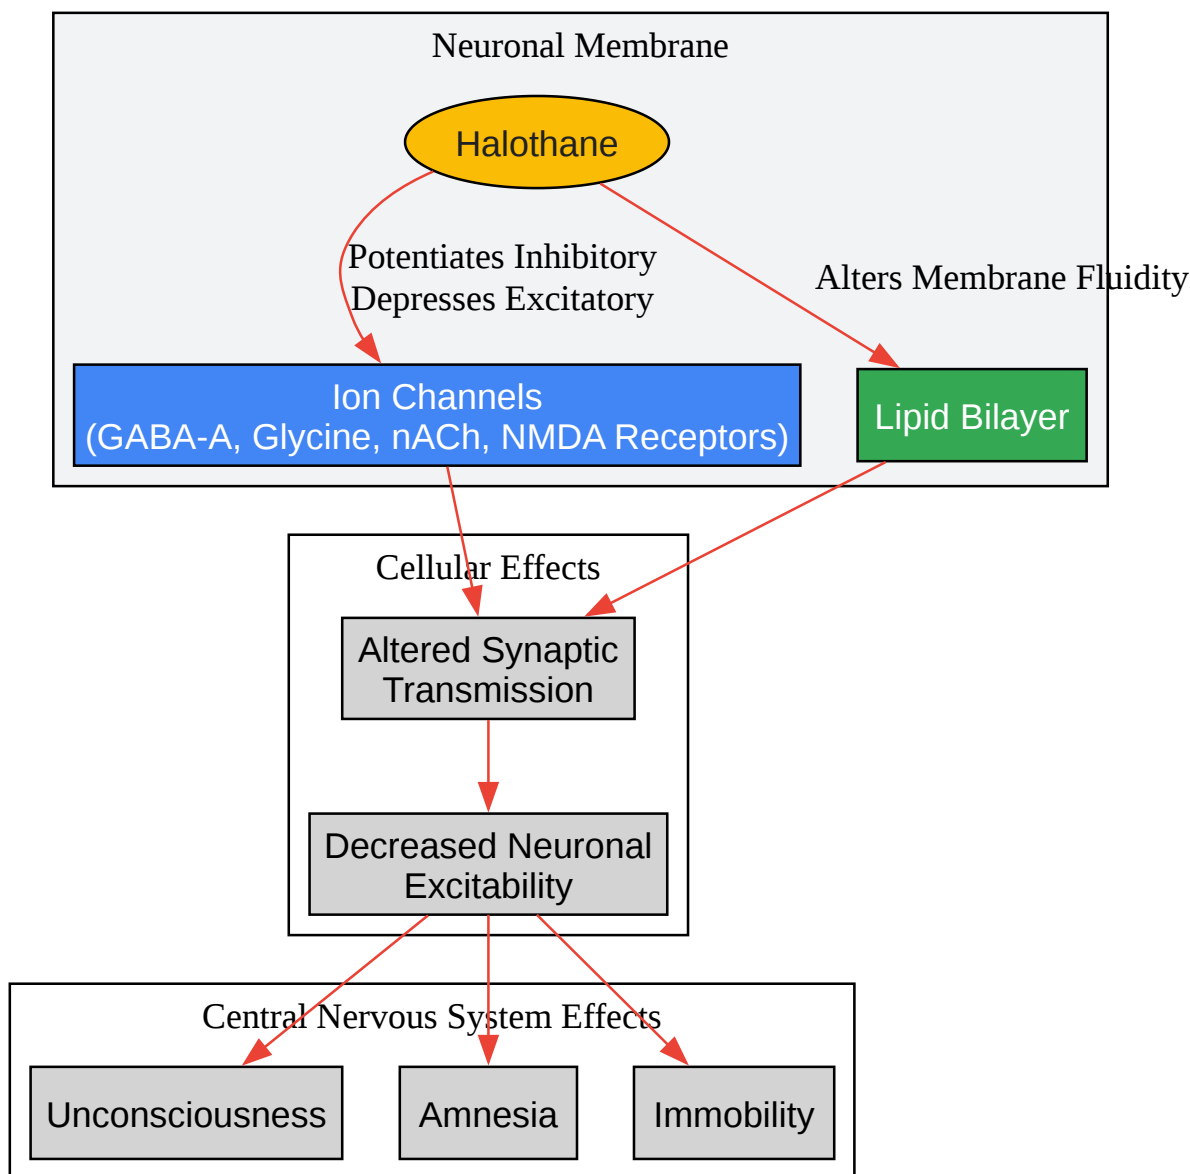 Neuronal Membrane
Halothane
Potentiates Inhibitory
Depresses Excitatory
Alters Membrane Fluidity
Ion Channels
(GABA-A, Glycine, nACh, NMDA Receptors)
Lipid Bilayer
Cellular Effects
Altered Synaptic
Transmission
Decreased Neuronal
Excitability
Central Nervous System Effects
Unconsciousness
Amnesia
Immobility